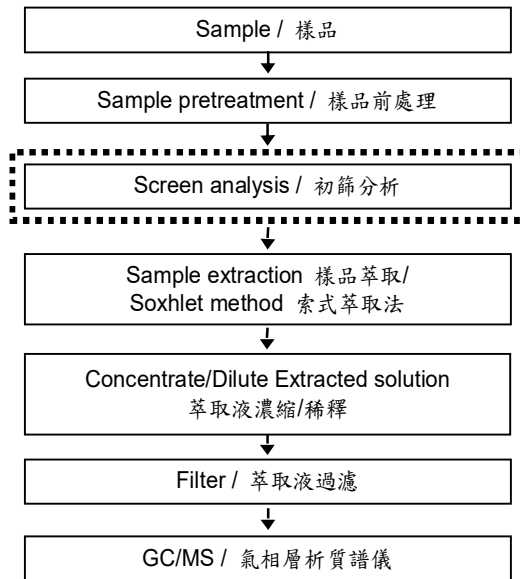 Sample / 樣品
Sample pretreatment / 樣品前處理
Screen analysis / 初篩分析
Sample extraction 樣品萃取/
Soxhlet method 索式萃取法
Concentrate/Dilute Extracted solution
萃取液濃縮/稀釋
Filter / 萃取液過濾
GC/MS / 氣相層析質譜儀